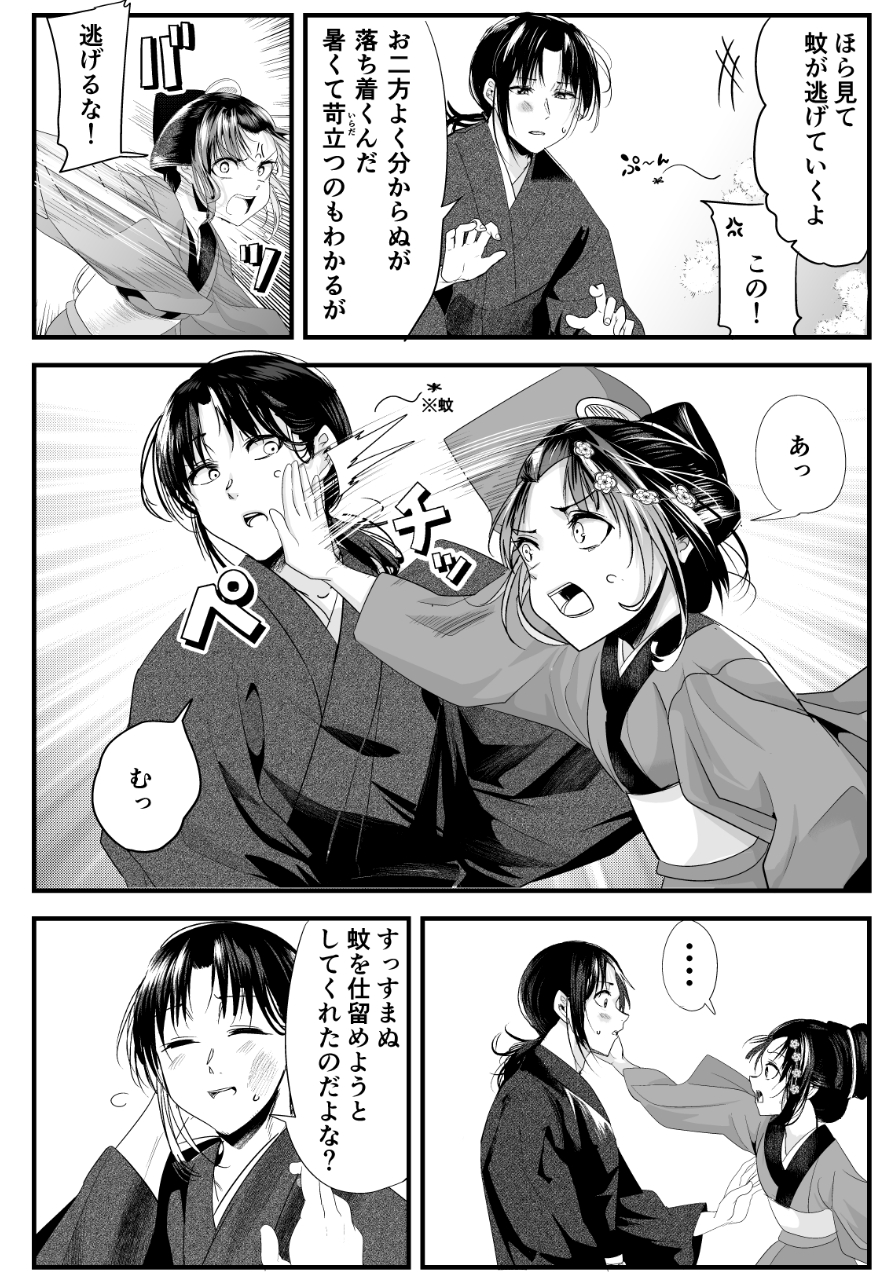 ほら見て
蚊が逃げていくよ
ぷ〜ん
この！
お二方よく分からぬが
落ち着くんだ
暑くて苛立つのもわかるが
いらだ
逃げるな！
バッ
あっ
※蚊
ペチッ
むっ
・・・・
すっすまぬ
蚊を仕留めようと
してくれたのだよな？